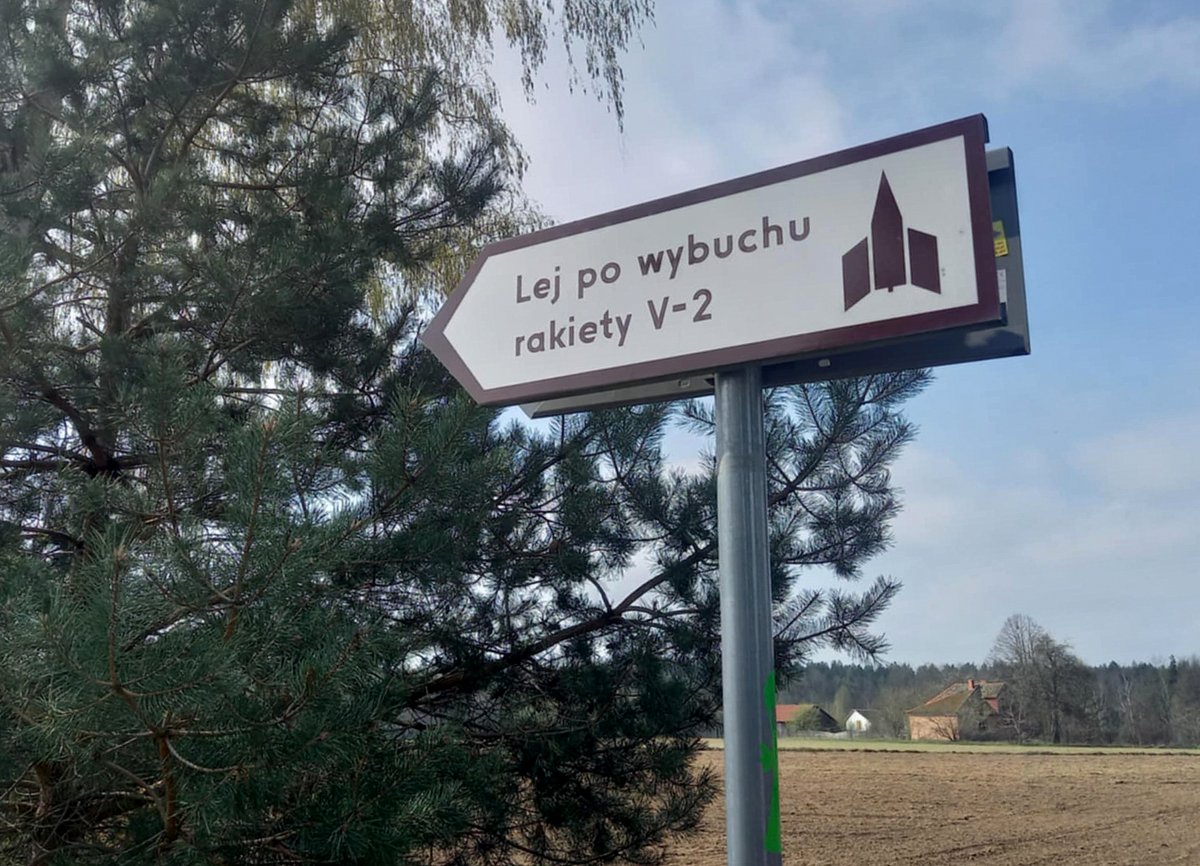 Lej po wybuchu
rakiety V-2